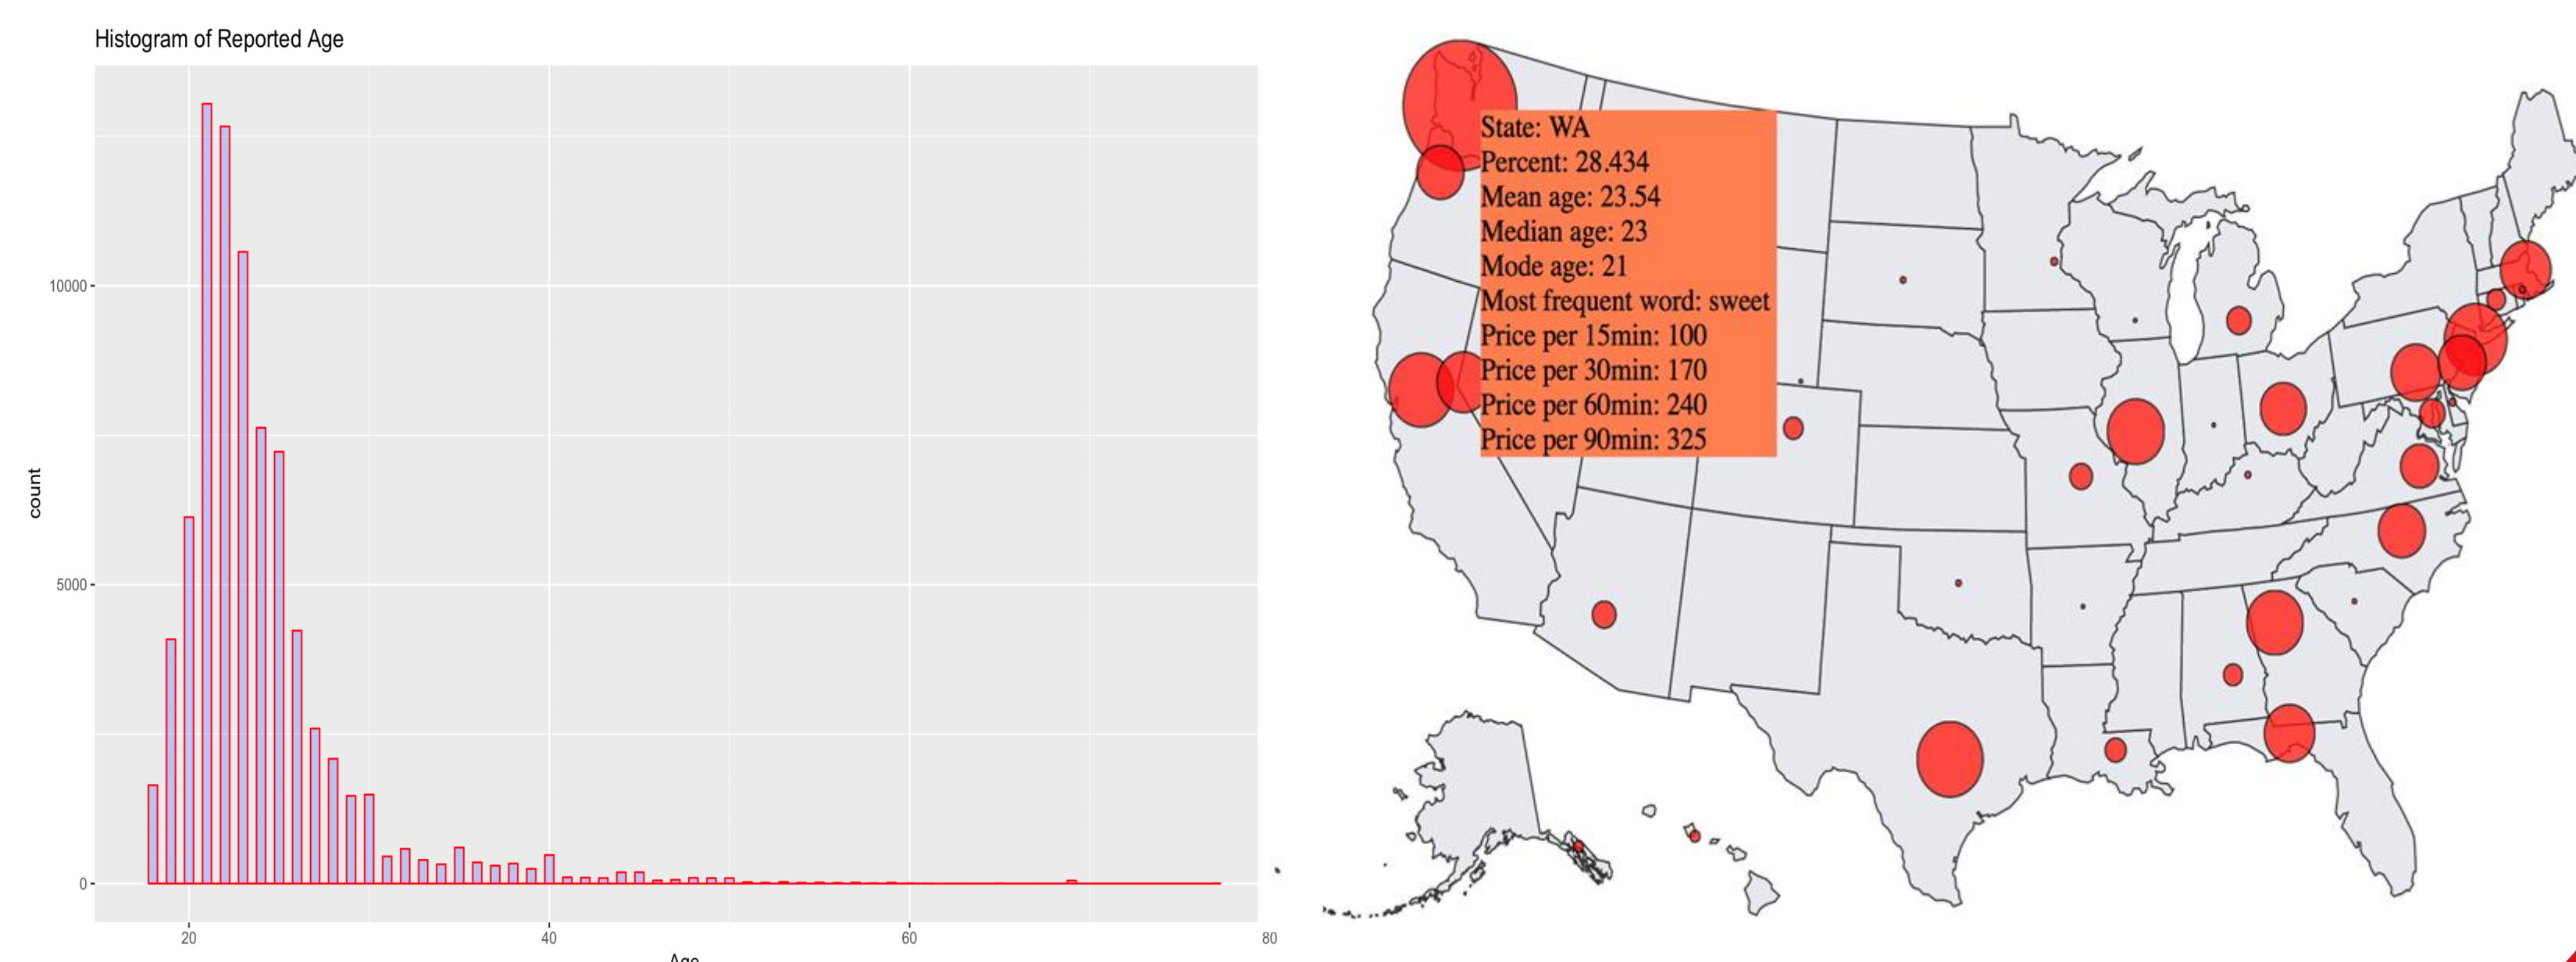 Histogram of Reported Age
count
10000
5000
0
20
40
60
80
Age
State: WA
Percent: 28.434
Mean age: 23.54
Median age: 23
Mode age: 21
Most frequent word: sweet
Price per 15min: 100
Price per 30min: 170
Price per 60min: 240
Price per 90min: 325